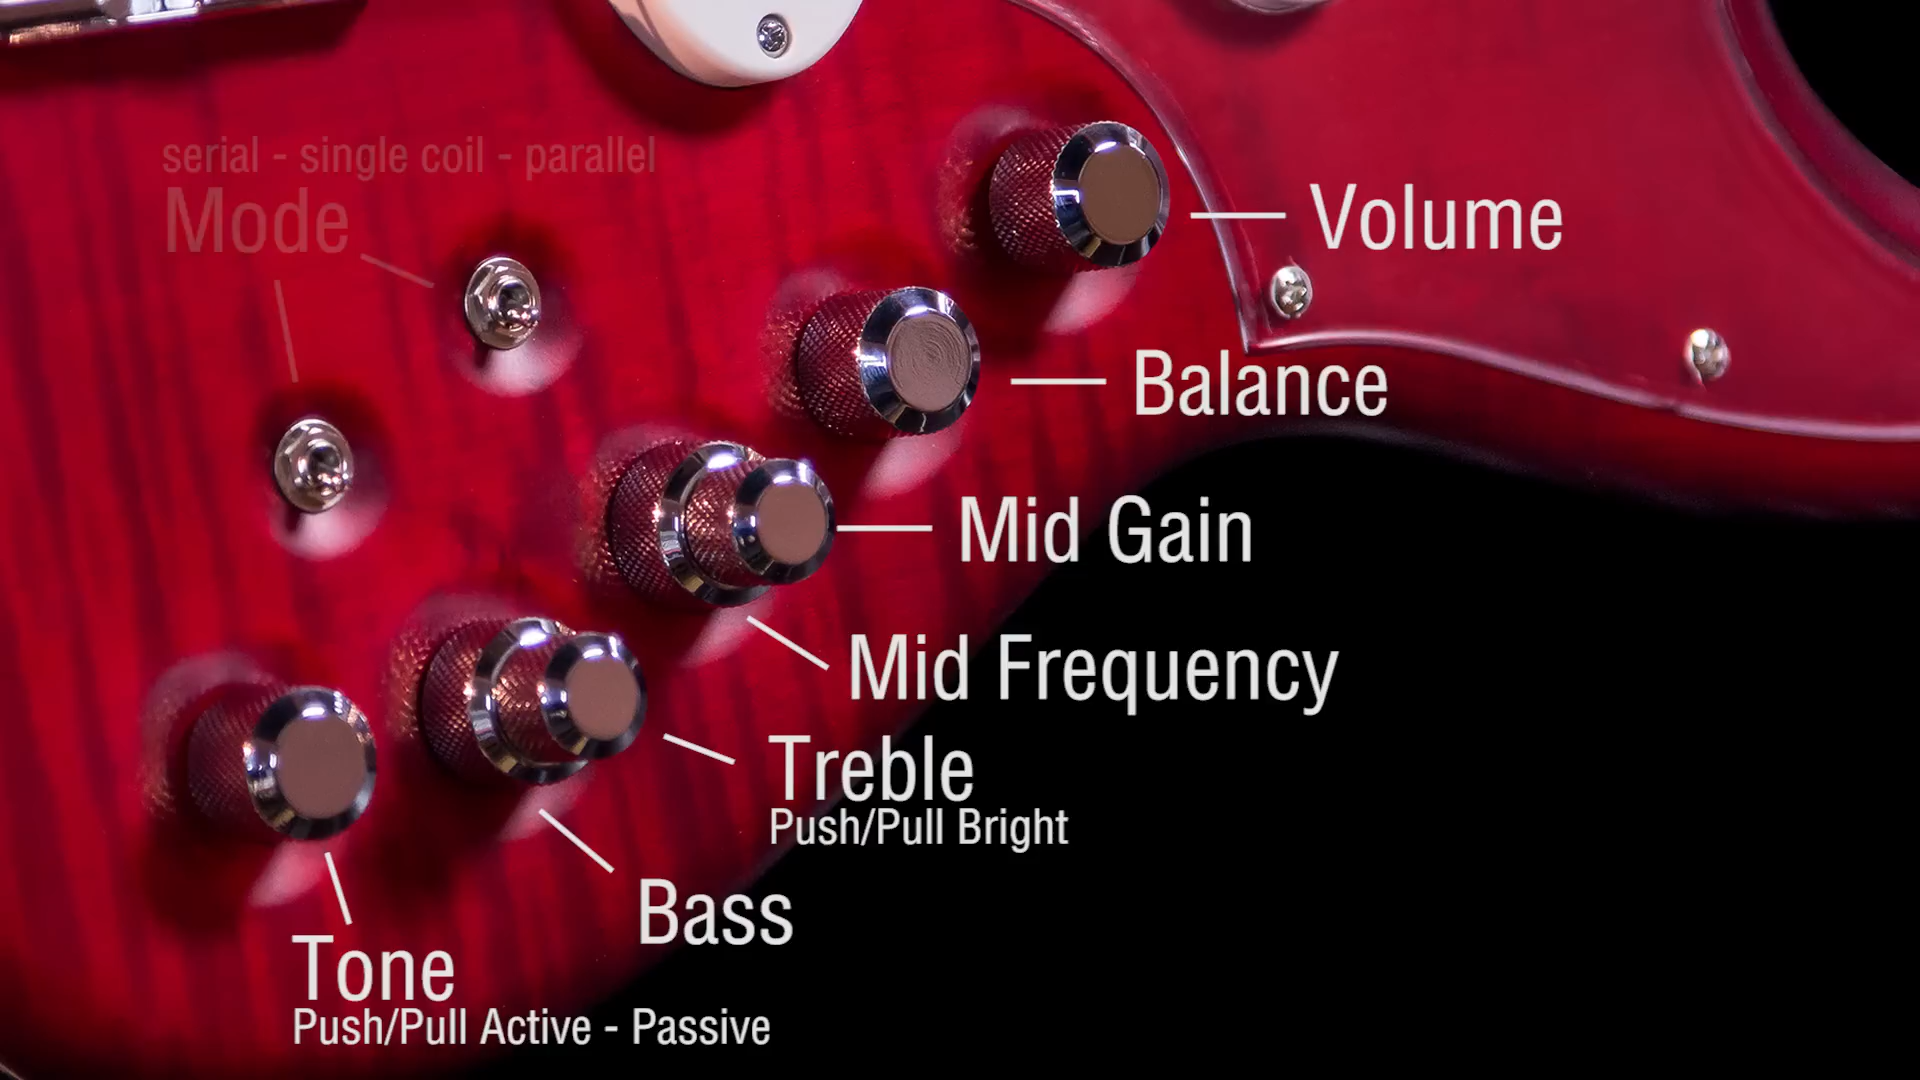 serial - single coil - parallel
Mode
Volume
Balance
Mid Gain
Mid Frequency
Treble
Push/Pull Bright
Bass
Tone
Push/Pull Active - Passive